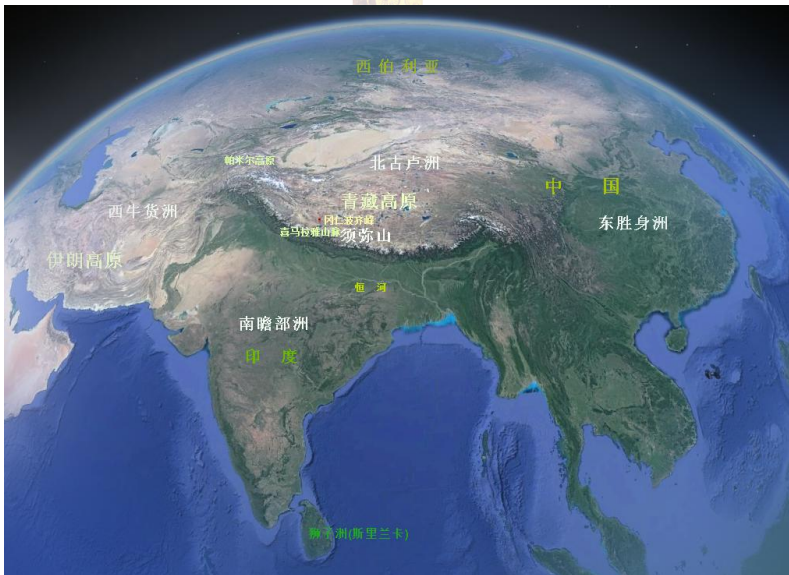 西伯利亚
帕米尔高原
北古卢洲
中国
青藏高原
西牛货洲
冈仁波齐峰
东胜身洲
喜马拉雅山脉
须弥山
伊朗高原
恒河
南瞻部洲
印度
狮子洲(斯里兰卡)